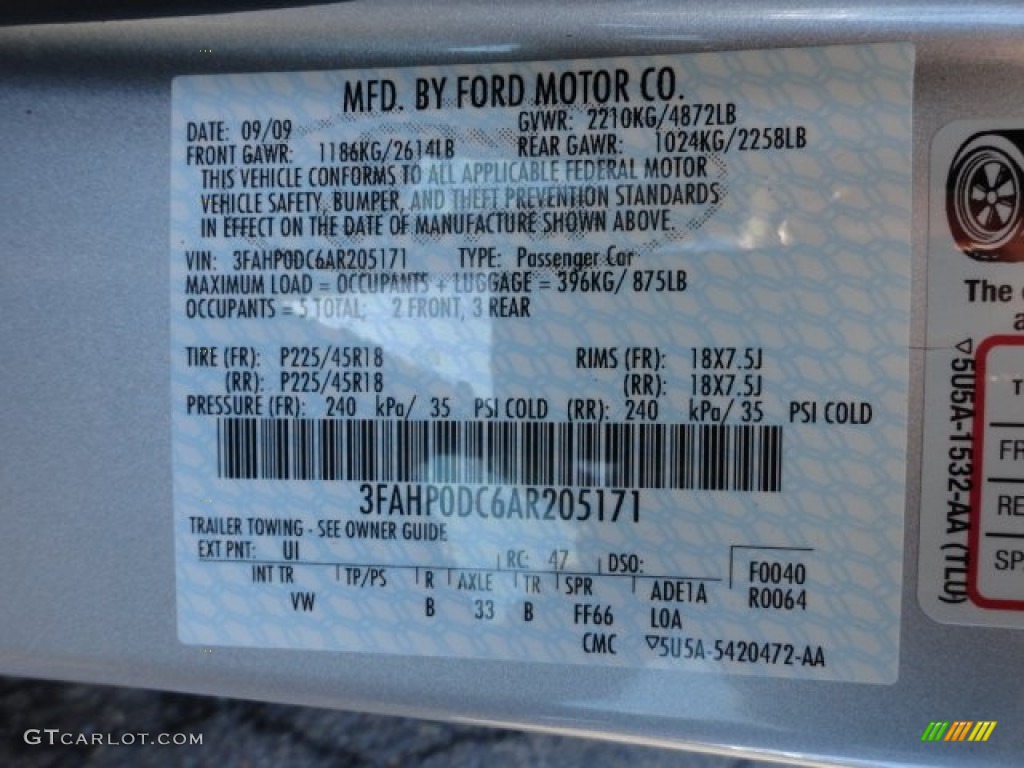 MFD. BY FORD MOTOR CO.
DATE: 09/09 GVWR: 2210KG/4872LB
FRONT GAWR: 1186KG/2614LB REAR GAWR: 1024KG/2258LB
THIS VEHICLE CONFORMS TO ALL APPLICABLE FEDERAL MOTOR
VEHICLE SAFETY, BUMPER, AND THEFT PREVENTION STANDARDS
IN EFFECT ON THE DATE OF MANUFACTURE SHOWN ABOVE.
VIN: 3FAHP0DC6AR205171 TYPE: Passenger Car
MAXIMUM LOAD = OCCUPANTS + LUGGAGE = 396KG/ 875LB
OCCUPANTS = 5 TOTAL; 2 FRONT, 3 REAR
TIRE (FR): P225/45R18 RIMS (FR): 18X7.5J
(RR): P225/45R18 (RR): 18X7.5J
PRESSURE (FR): 240 kPa/ 35 PSI COLD (RR): 240 kPa/ 35 PSI COLD
3FAHP0DC6AR205171
TRAILER TOWING - SEE OWNER GUIDE
EXT PNT: UI RC: 47 DSO:
INT TR TP/PS R AXLE TR SPR ADE1A F0040
VW B 33 B FF66 LOA R0064
CMC ▽5U5A-5420472-AA
The
▽5U5A-1532-AA (TLU)
T
FR
RE
SP
GTCARLOT.COM